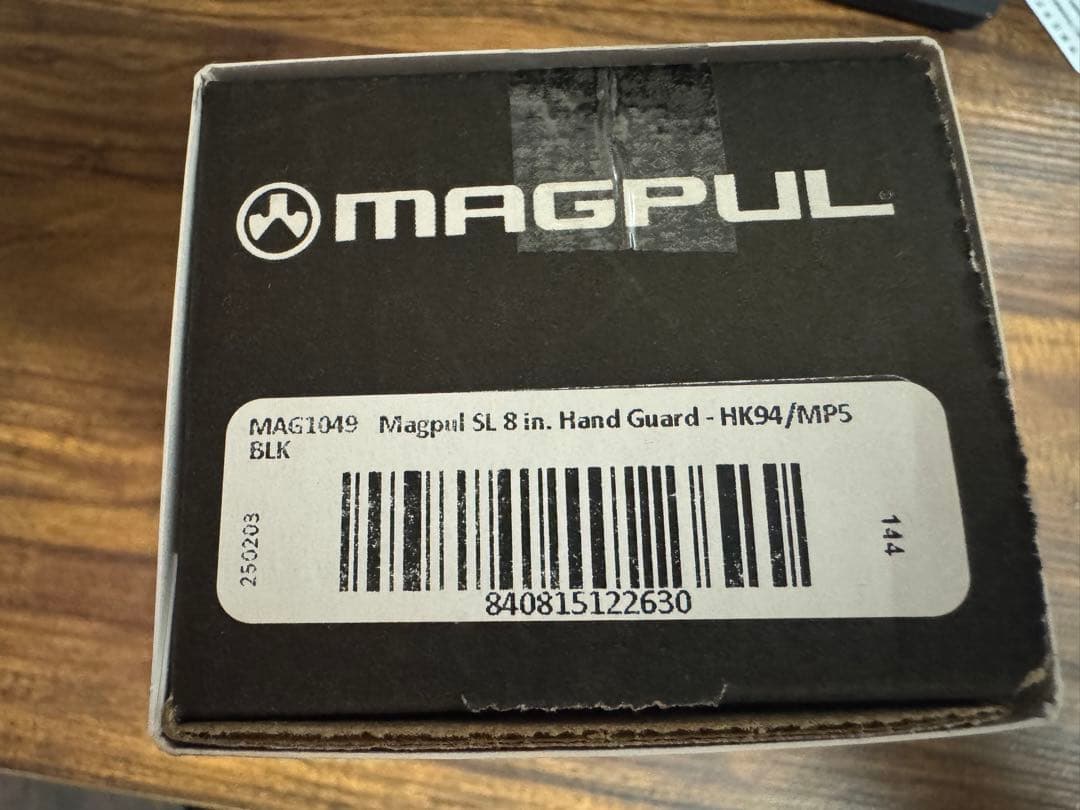 MAGPUL
MAG1049 Magpul SL 8 in. Hand Guard - HK94/MP5
BLK
250203
144
840815122630